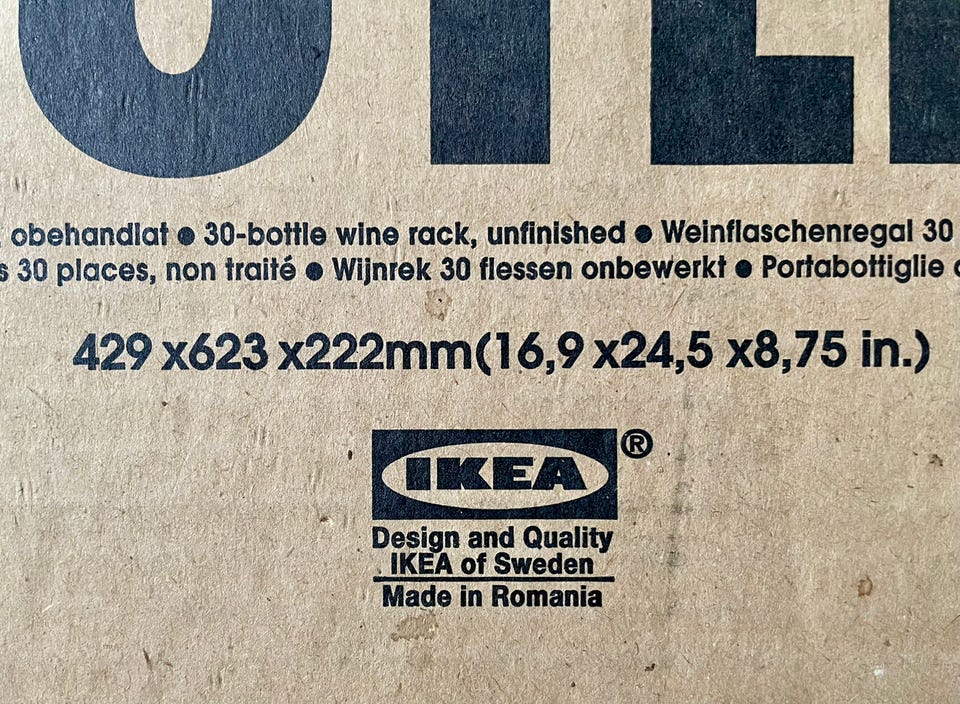 obehandlat ● 30-bottle wine rack, unfinished ● Weinflaschenregal 30
s 30 places, non traité ● Wijnrek 30 flessen onbewerkt ● Portabottiglie
429 x623 x222mm(16,9 x24,5 x8,75 in.)
IKEA®
Design and Quality
IKEA of Sweden
Made in Romania